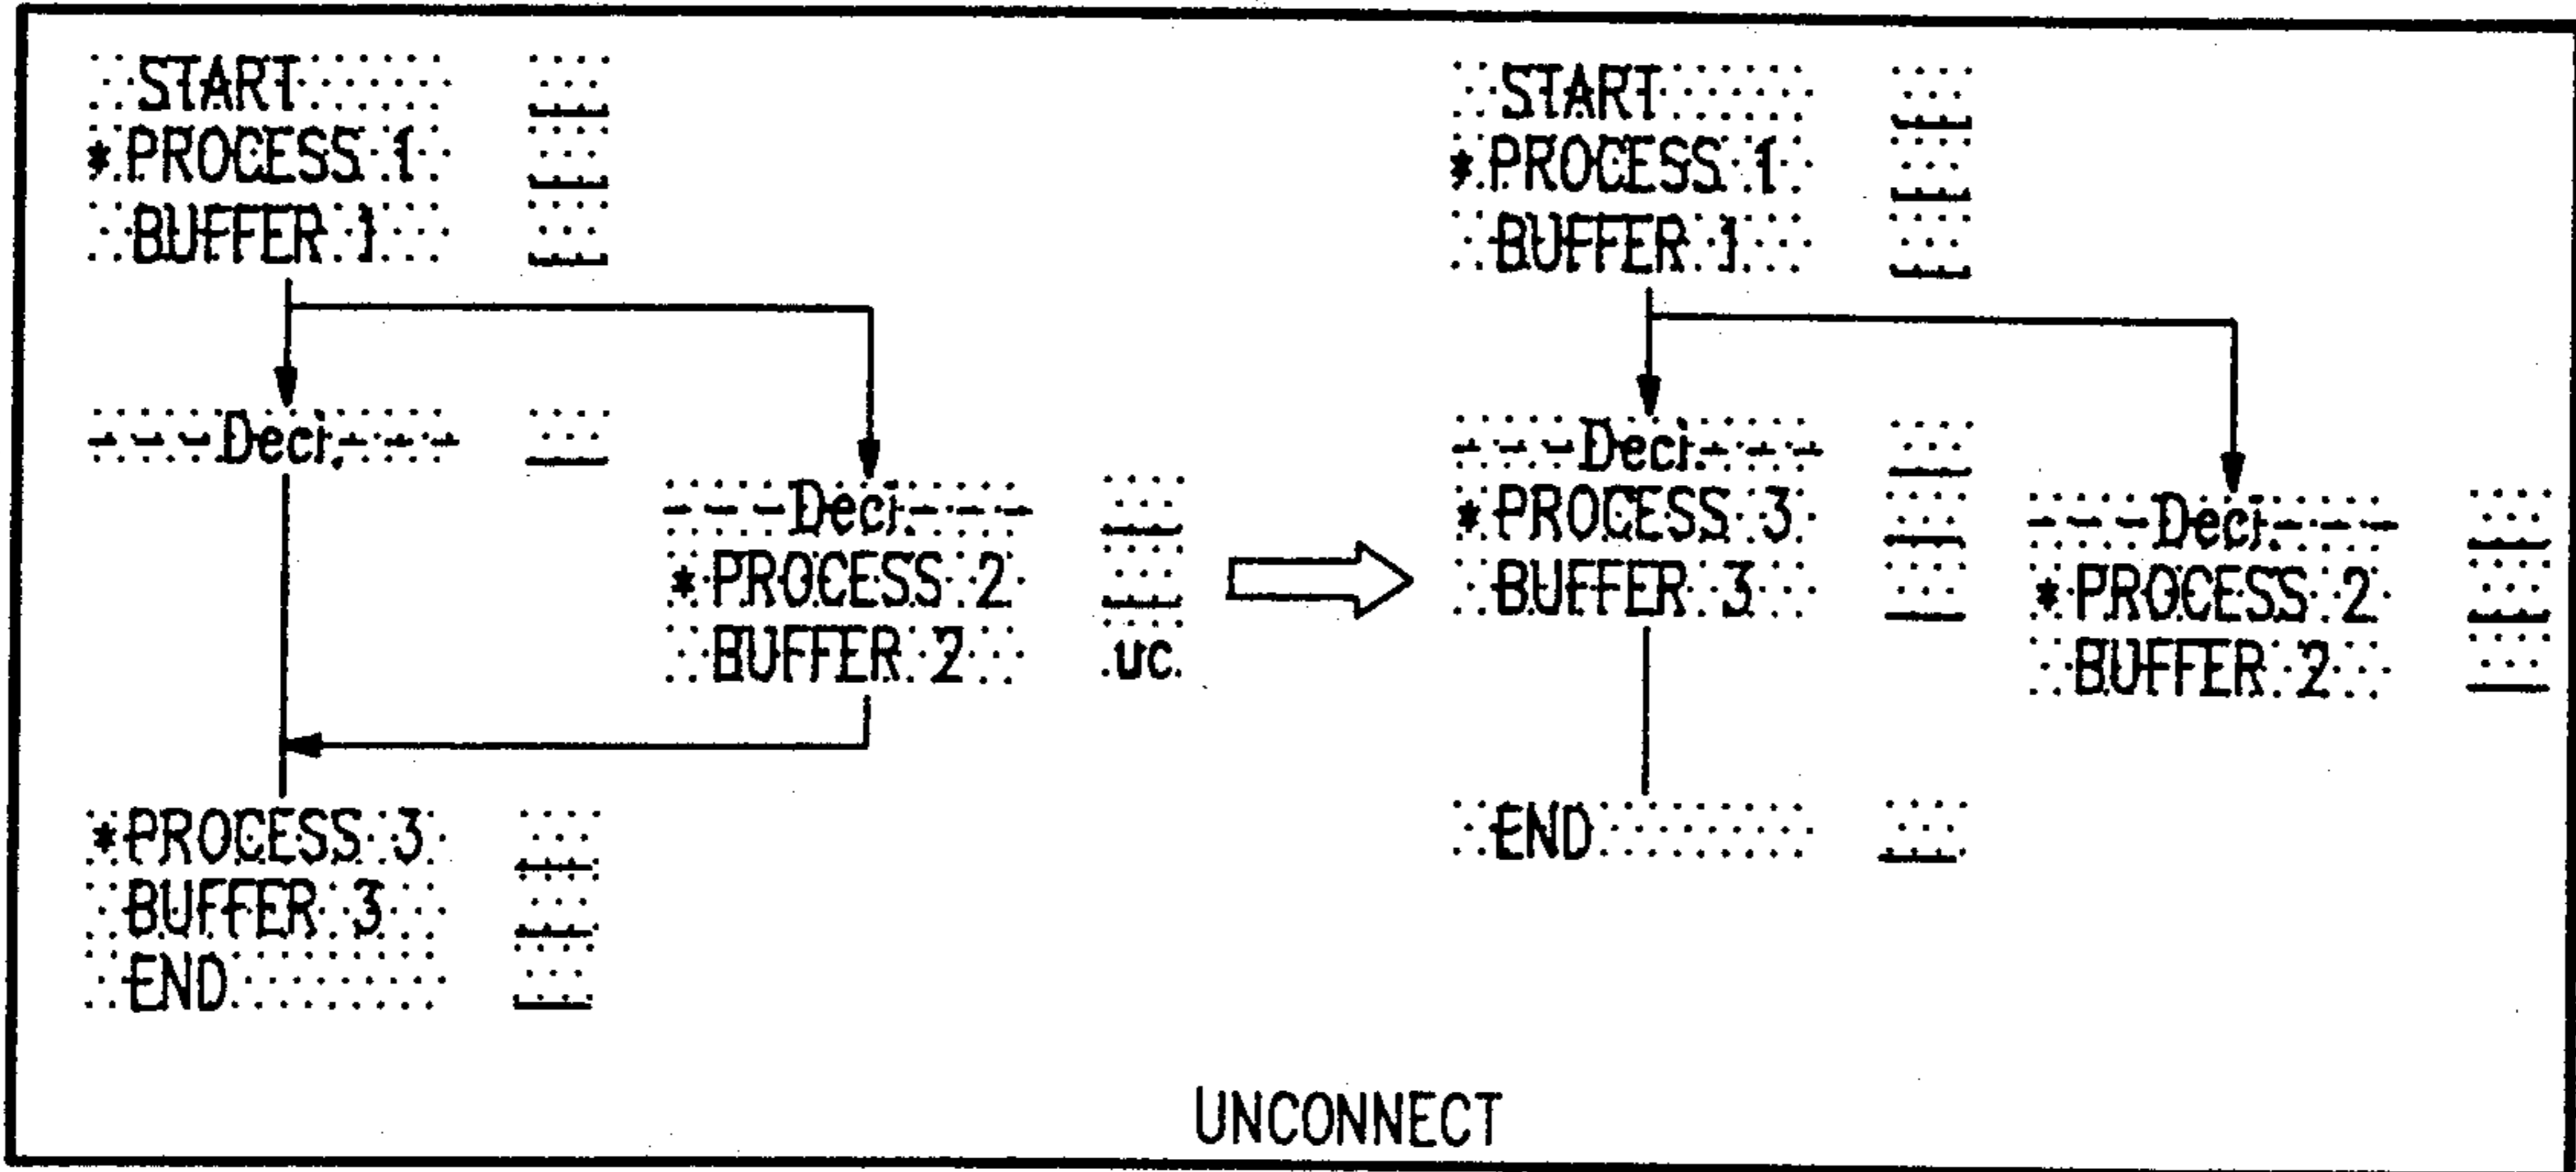 START
*PROCESS 1
BUFFER 1
---Deci.---
---Deci.---
*PROCESS 2
BUFFER 2 uc
*PROCESS 3
BUFFER 3
END
START
*PROCESS 1
BUFFER 1
---Deci.---
*PROCESS 3
BUFFER 3
---Deci.---
*PROCESS 2
BUFFER 2
END
UNCONNECT